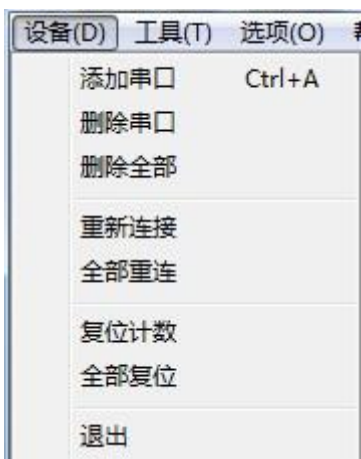 设备(D) 工具(T) 选项(O)
添加串口 Ctrl+A
删除串口
删除全部
重新连接
全部重连
复位计数
全部复位
退出